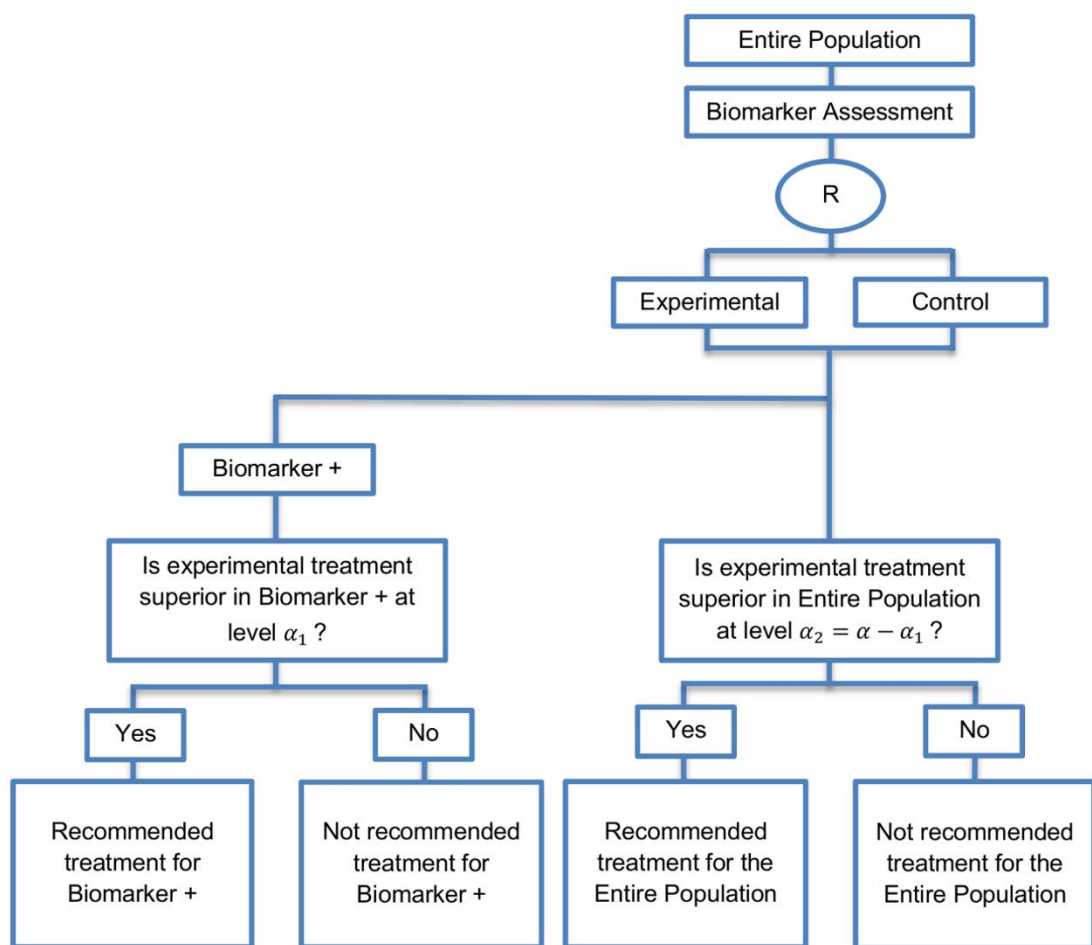 Entire Population
Biomarker Assessment
R
Experimental
Control
Biomarker +
Is experimental treatment
superior in Biomarker + at
level α₁ ?
Is experimental treatment
superior in Entire Population
at level α₂ = α − α₁ ?
Yes
No
Yes
No
Recommended
treatment for
Biomarker +
Not recommended
treatment for
Biomarker +
Recommended
treatment for the
Entire Population
Not recommended
treatment for the
Entire Population